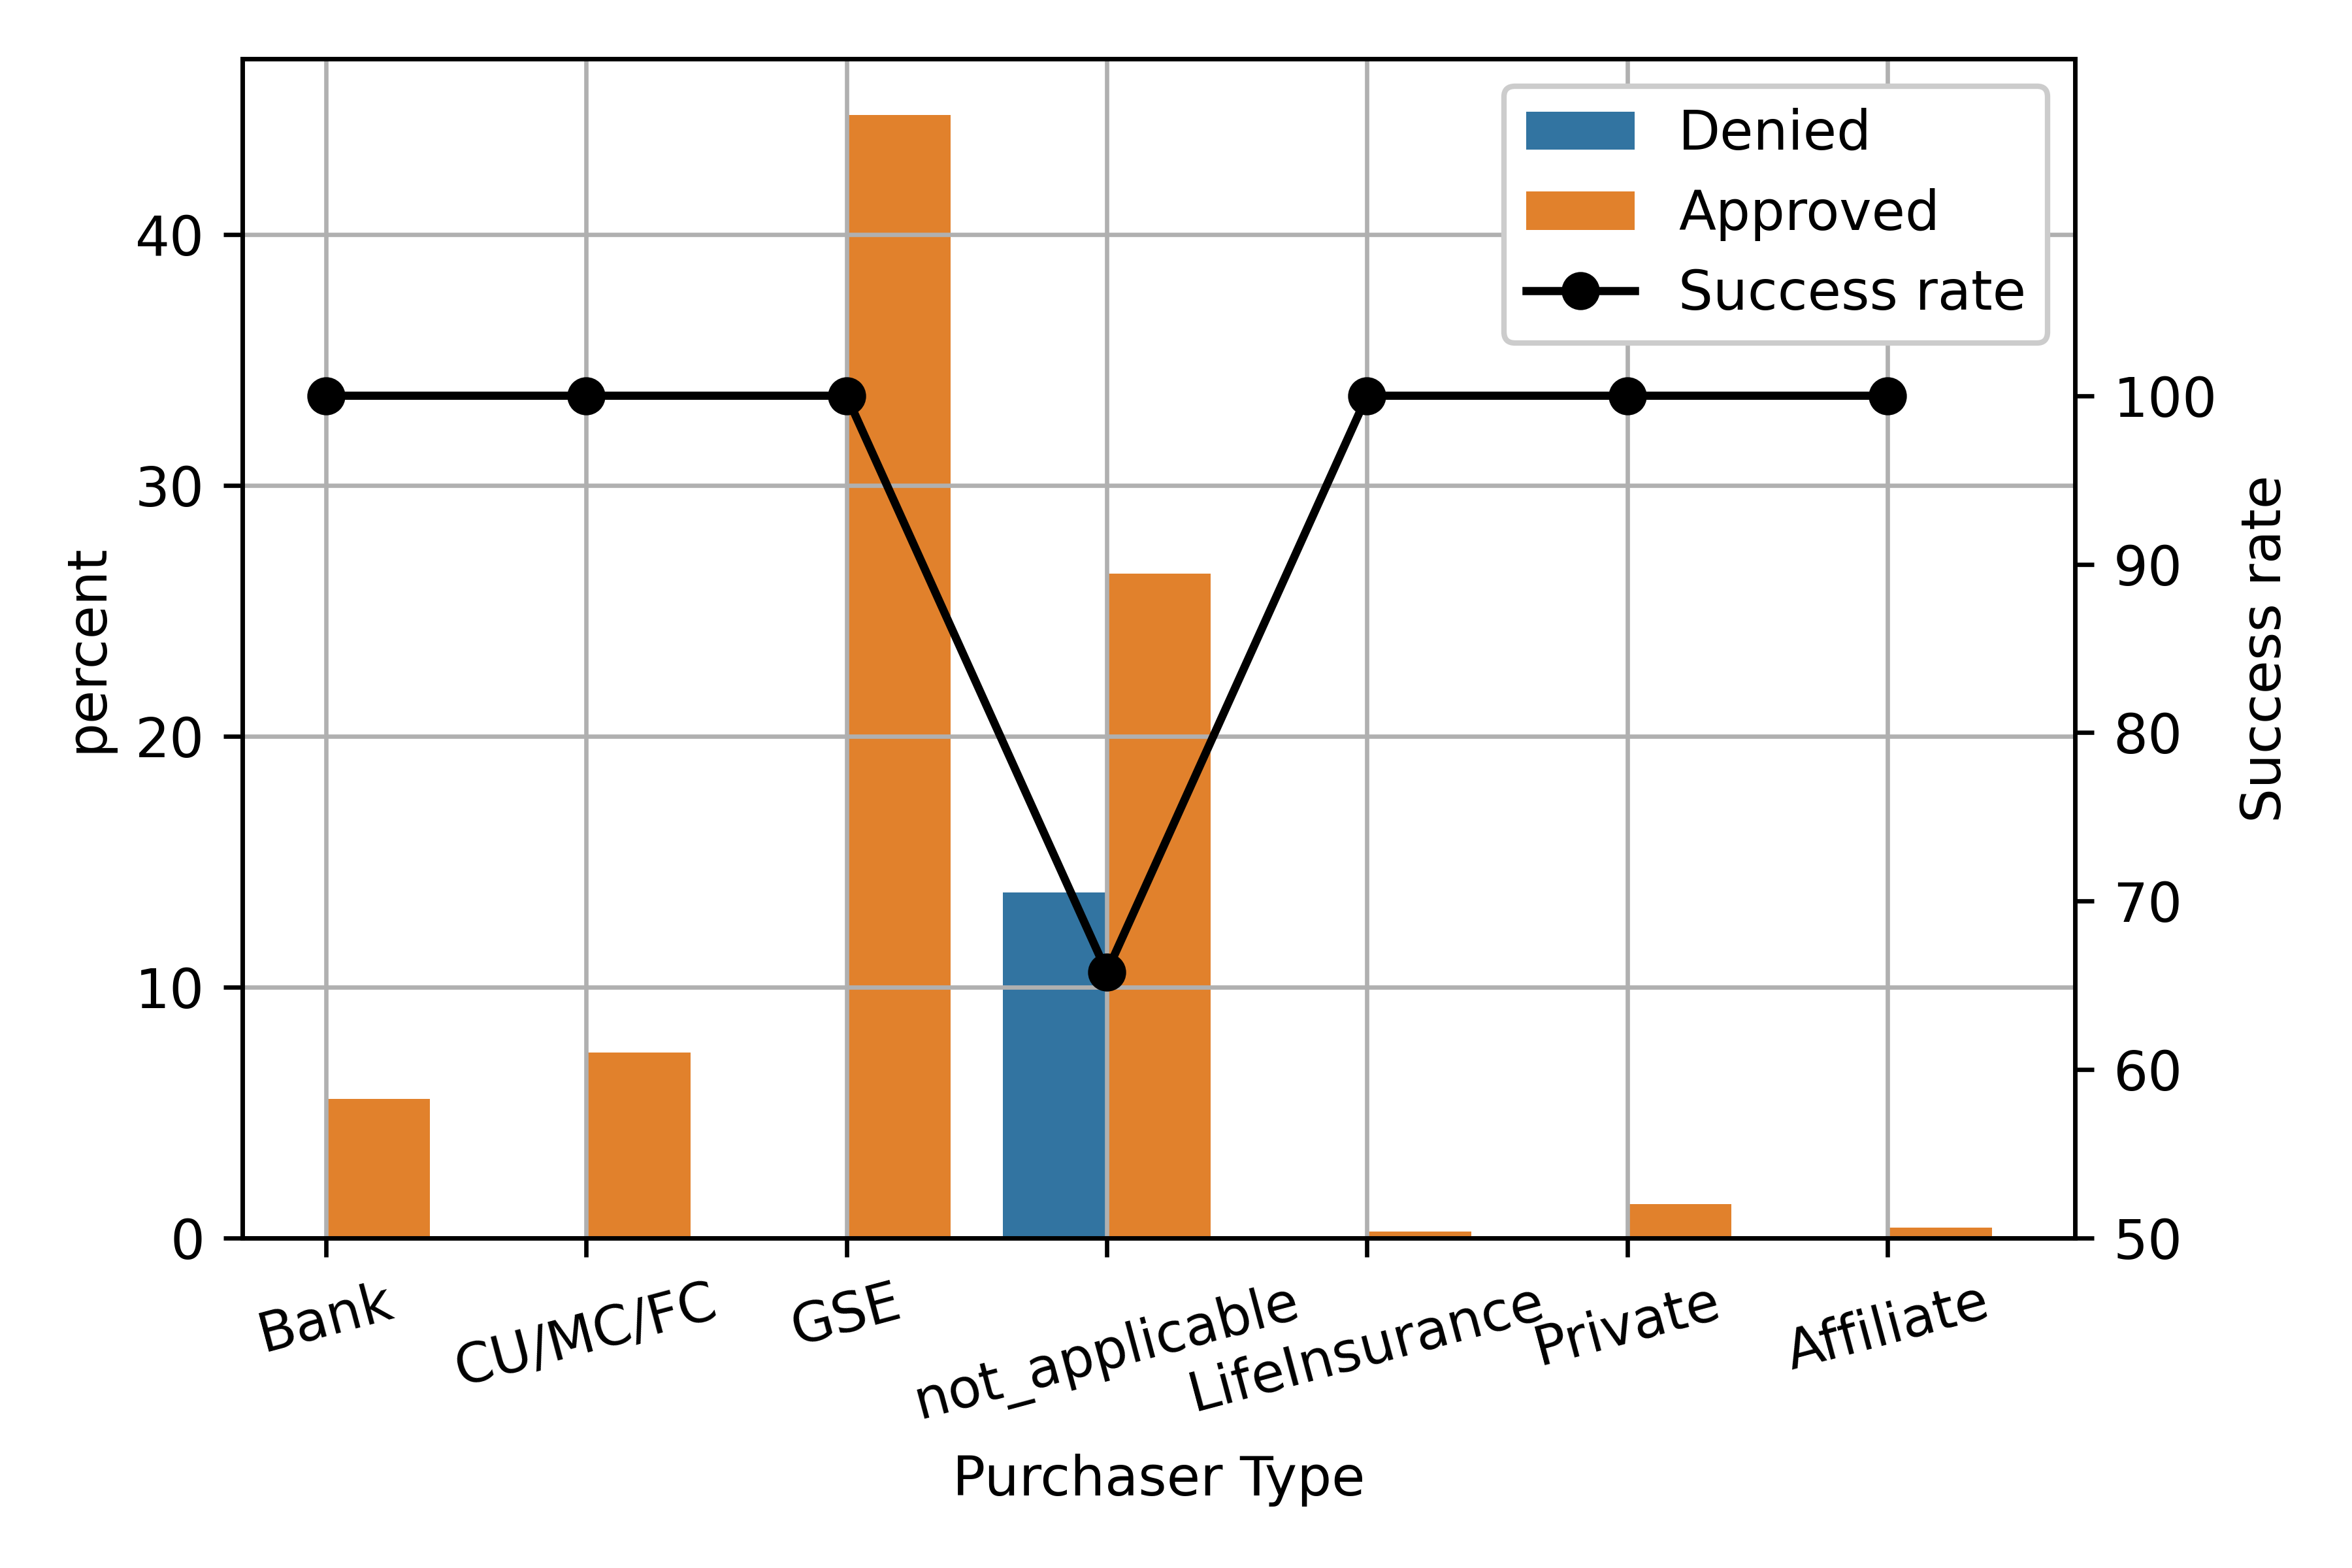 Denied
Approved
Success rate
40
30
20
10
0
percent
100
90
80
70
60
50
Success rate
Bank
CU/MC/FC
GSE
not_applicable
LifeInsurance
Private
Affiliate
Purchaser Type